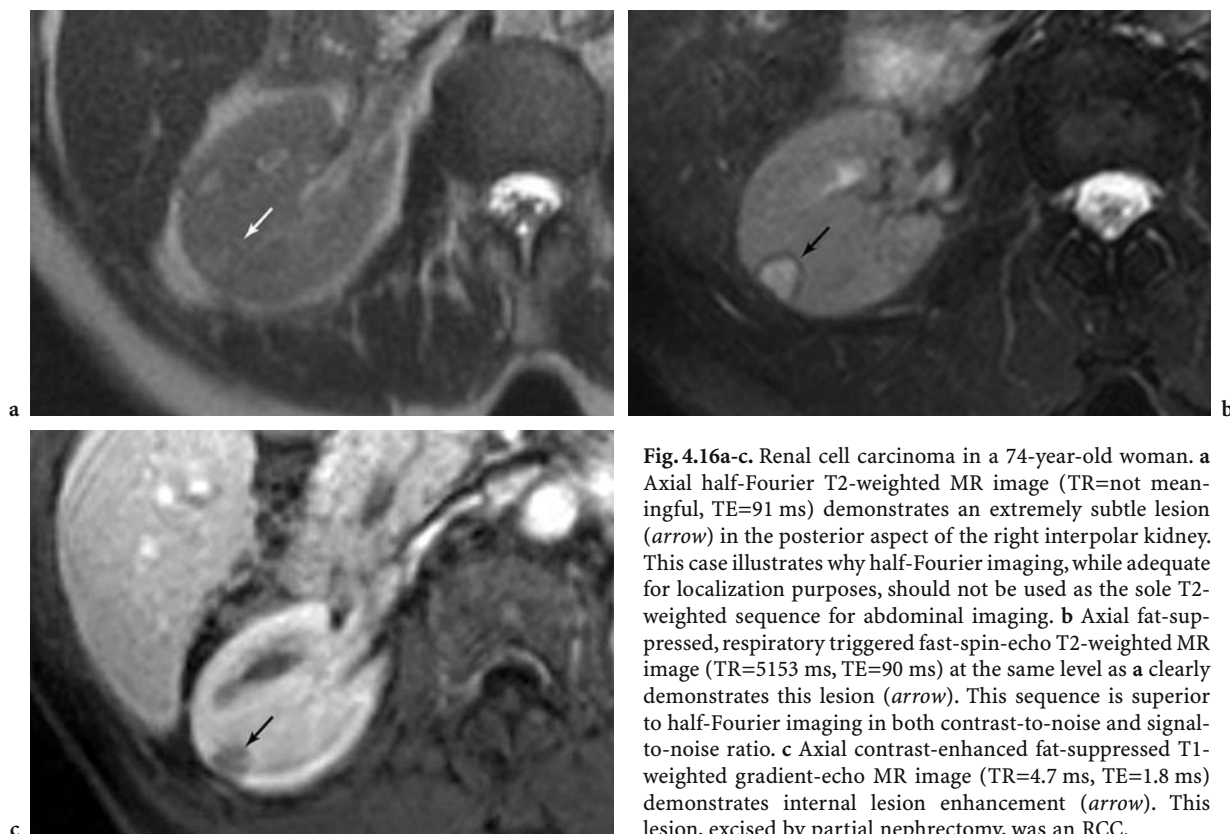 a
b
c
Fig. 4.16a-c. Renal cell carcinoma in a 74-year-old woman. a
Axial half-Fourier T2-weighted MR image (TR=not mean-
ingful, TE=91 ms) demonstrates an extremely subtle lesion
(arrow) in the posterior aspect of the right interpolar kidney.
This case illustrates why half-Fourier imaging, while adequate
for localization purposes, should not be used as the sole T2-
weighted sequence for abdominal imaging. b Axial fat-sup-
pressed, respiratory triggered fast-spin-echo T2-weighted MR
image (TR=5153 ms, TE=90 ms) at the same level as a clearly
demonstrates this lesion (arrow). This sequence is superior
to half-Fourier imaging in both contrast-to-noise and signal-
to-noise ratio. c Axial contrast-enhanced fat-suppressed T1-
weighted gradient-echo MR image (TR=4.7 ms, TE=1.8 ms)
demonstrates internal lesion enhancement (arrow). This
lesion, excised by partial nephrectomy, was an RCC.